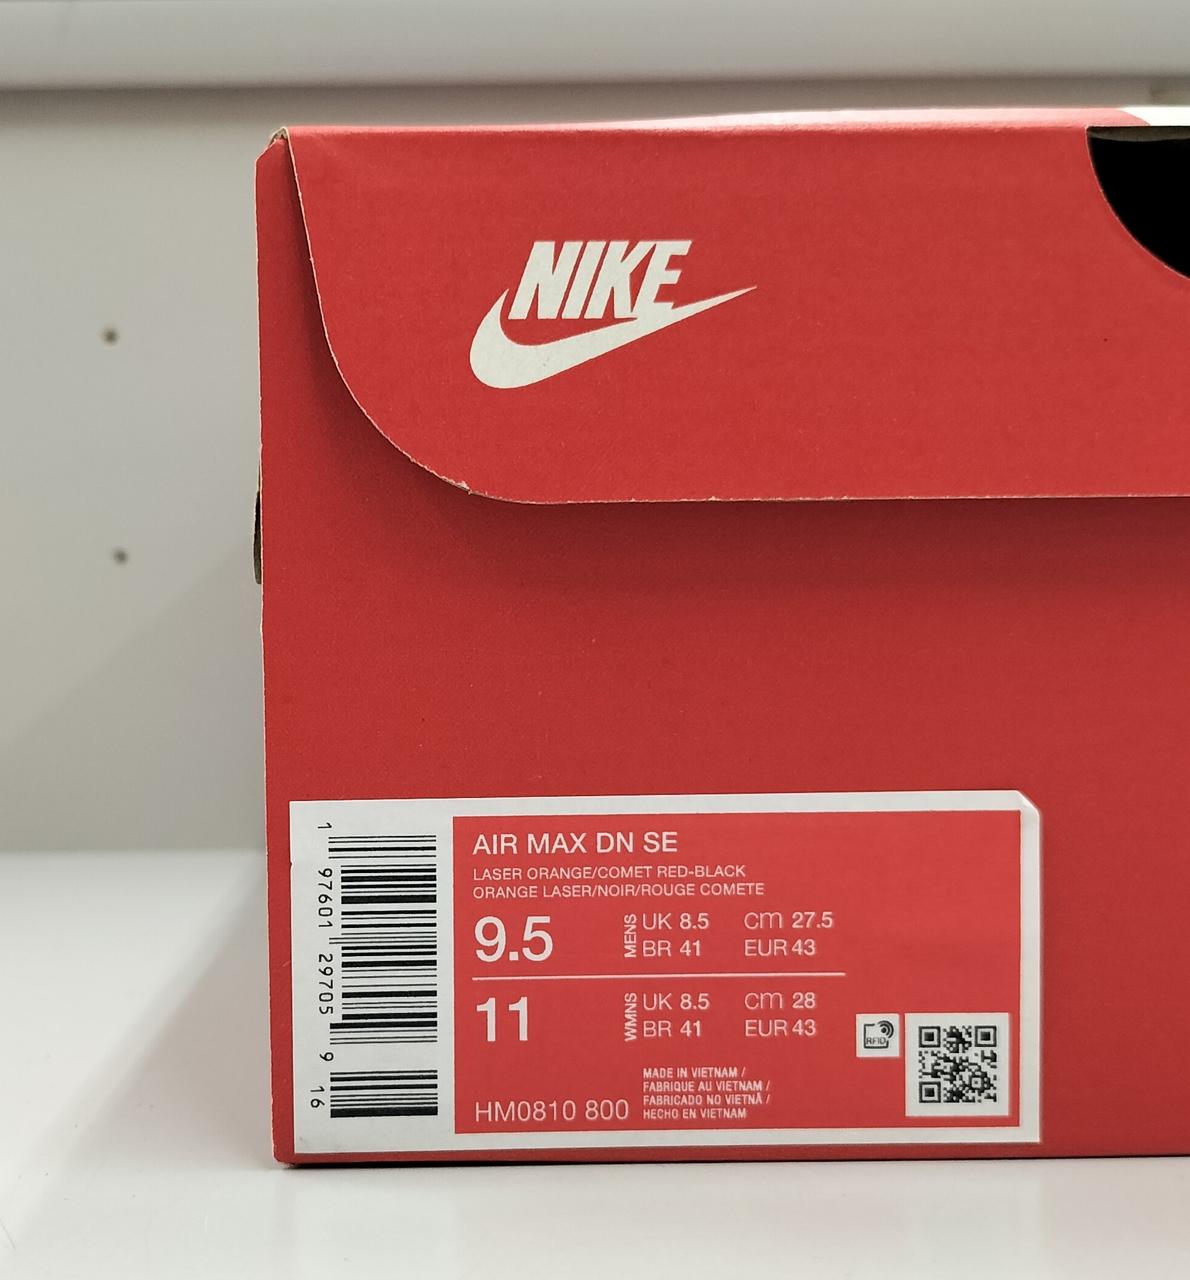 NIKE
AIR MAX DN SE
LASER ORANGE/COMET RED-BLACK
ORANGE LASER/NOIR/ROUGE COMETE
9.5 MENS UK 8.5 cm 27.5
BR 41 EUR 43
11 WMNS UK 8.5 cm 28
BR 41 EUR 43
HM0810 800
MADE IN VIETNAM /
FABRIQUE AU VIETNAM /
FABRICADO NO VIETNÃ /
HECHO EN VIETNAM
RFID
1 97601 29705 9 16